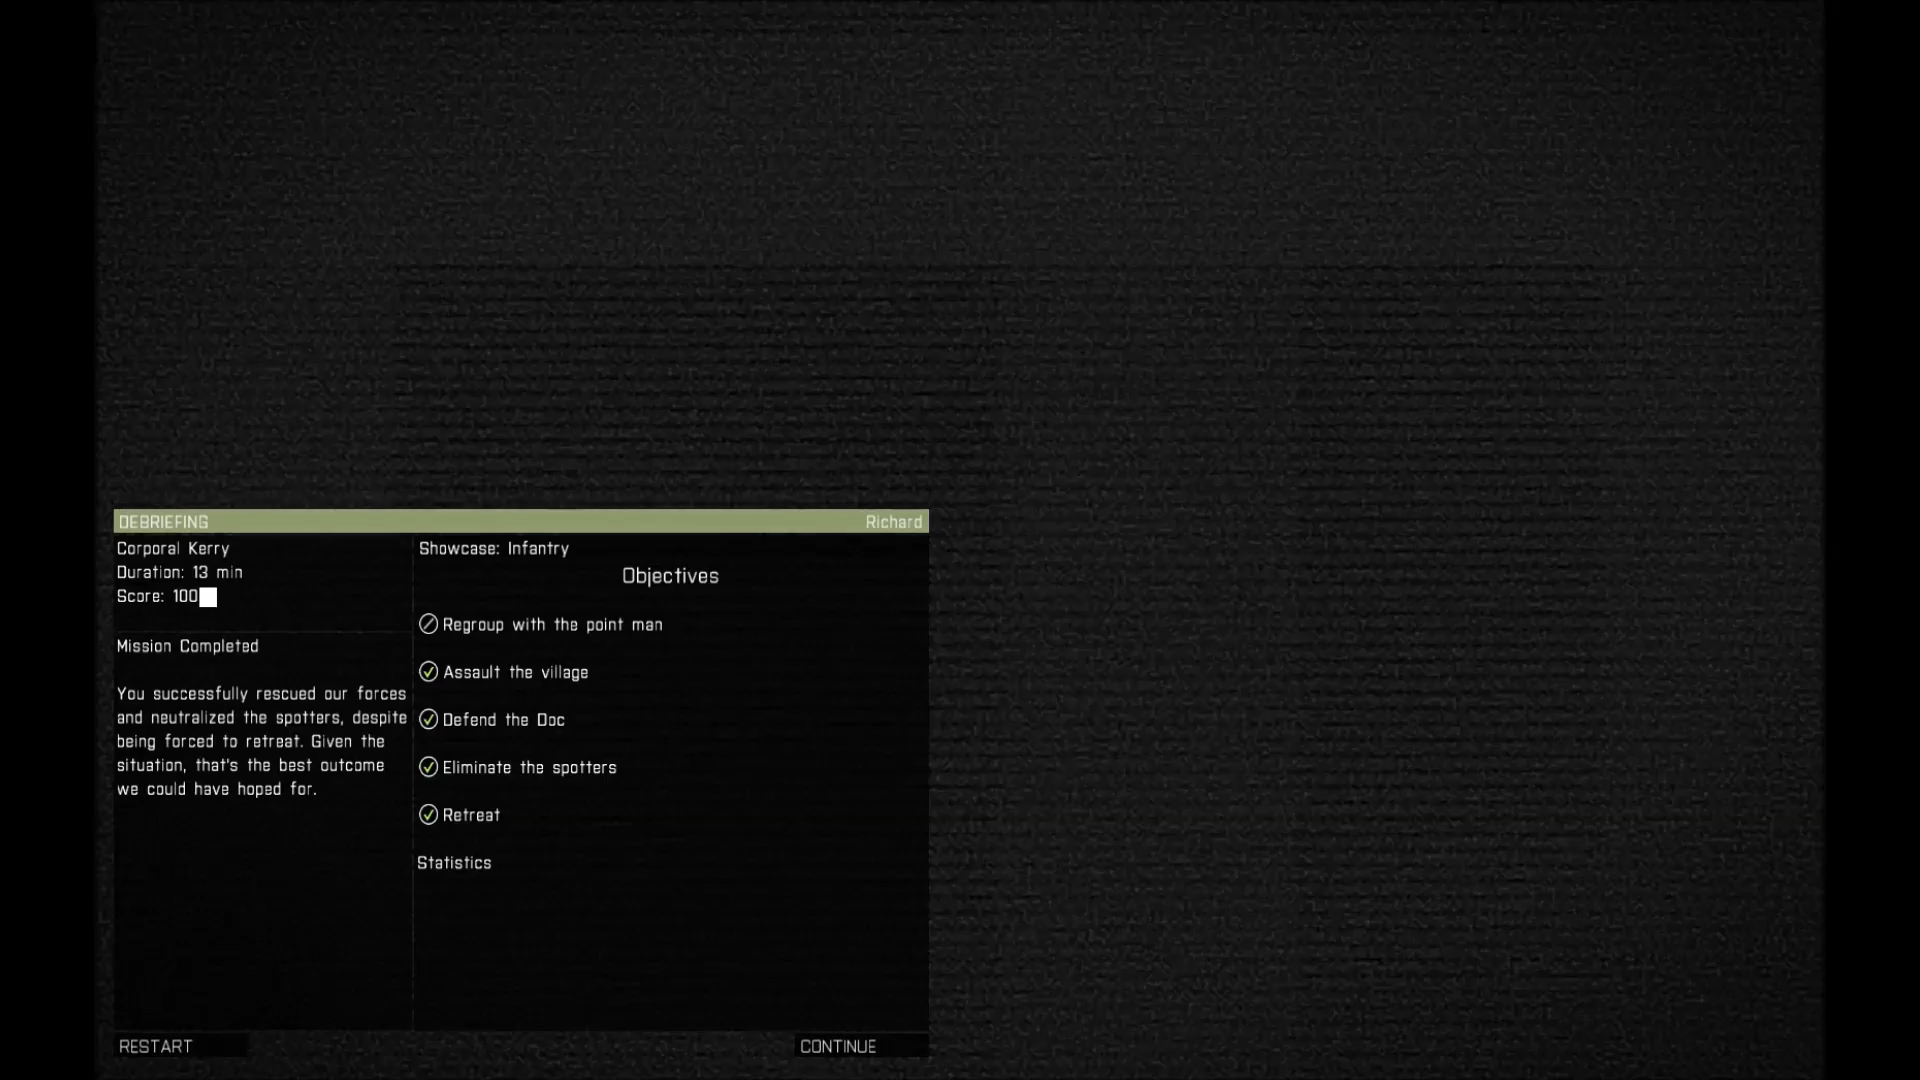 DEBRIEFING Richard
Corporal Kerry
Duration: 13 min
Score: 100
Mission Completed
You successfully rescued our forces
and neutralized the spotters, despite
being forced to retreat. Given the
situation, that's the best outcome
we could have hoped for.
Showcase: Infantry
Objectives
Regroup with the point man
Assault the village
Defend the Doc
Eliminate the spotters
Retreat
Statistics
RESTART
CONTINUE